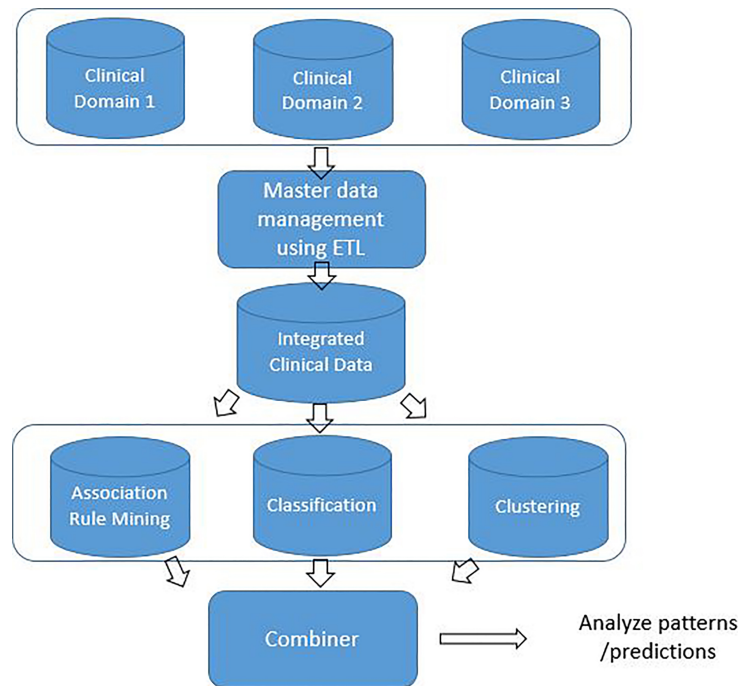 Clinical
Domain 1
Clinical
Domain 2
Clinical
Domain 3
Master data
management
using ETL
Integrated
Clinical Data
Association
Rule Mining
Classification
Clustering
Combiner
Analyze patterns
/predictions